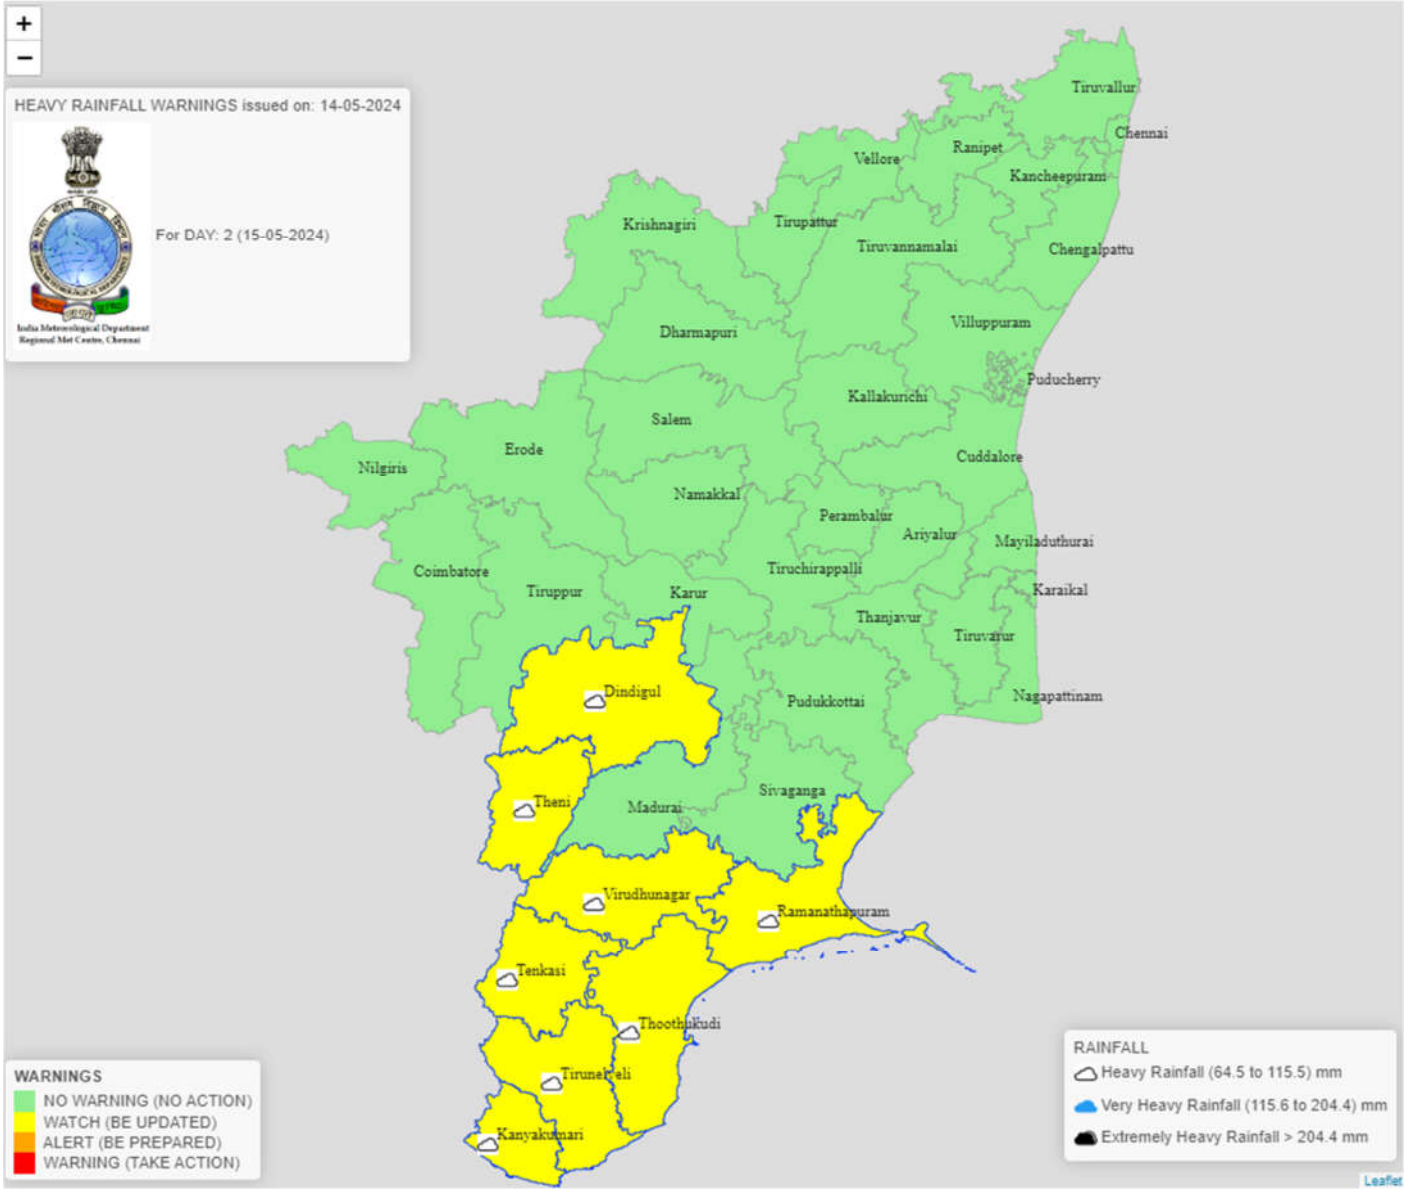 +
−
HEAVY RAINFALL WARNINGS issued on: 14-05-2024
For DAY: 2 (15-05-2024)
India Meteorological Department
Regional Met Centre, Chennai
Tiruvallur
Chennai
Ranipet
Vellore
Kancheepuram
Krishnagiri
Tirupattur
Tiruvannamalai
Chengalpattu
Villuppuram
Dharmapuri
Puducherry
Kallakurichi
Salem
Erode
Cuddalore
Nilgiris
Namakkal
Perambalur
Ariyalur
Mayiladuthurai
Coimbatore
Tiruchirappalli
Tiruppur
Karur
Karaikal
Thanjavur
Tiruvarur
Dindigul
Nagapattinam
Pudukkottai
Sivaganga
Theni
Madurai
Virudhunagar
Ramanathapuram
Tenkasi
Thoothukudi
Tirunelveli
Kanyakumari
WARNINGS
NO WARNING (NO ACTION)
WATCH (BE UPDATED)
ALERT (BE PREPARED)
WARNING (TAKE ACTION)
RAINFALL
Heavy Rainfall (64.5 to 115.5) mm
Very Heavy Rainfall (115.6 to 204.4) mm
Extremely Heavy Rainfall > 204.4 mm
Leaflet